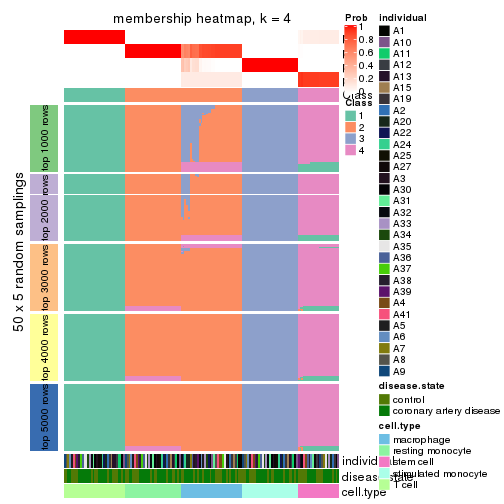 membership heatmap, k = 4
Prob
1
0.8
0.6
0.4
0.2
0
Class
Class
1
2
3
4
50 x 5 random samplings
top 1000 rows
top 2000 rows
top 3000 rows
top 4000 rows
top 5000 rows
individual
disease.state
cell.type
individual
A1
A10
A11
A12
A13
A15
A19
A2
A20
A22
A24
A25
A27
A3
A30
A31
A32
A33
A34
A35
A36
A37
A38
A39
A4
A41
A5
A6
A7
A8
A9
disease.state
control
coronary artery disease
cell.type
macrophage
resting monocyte
stem cell
stimulated monocyte
T cell